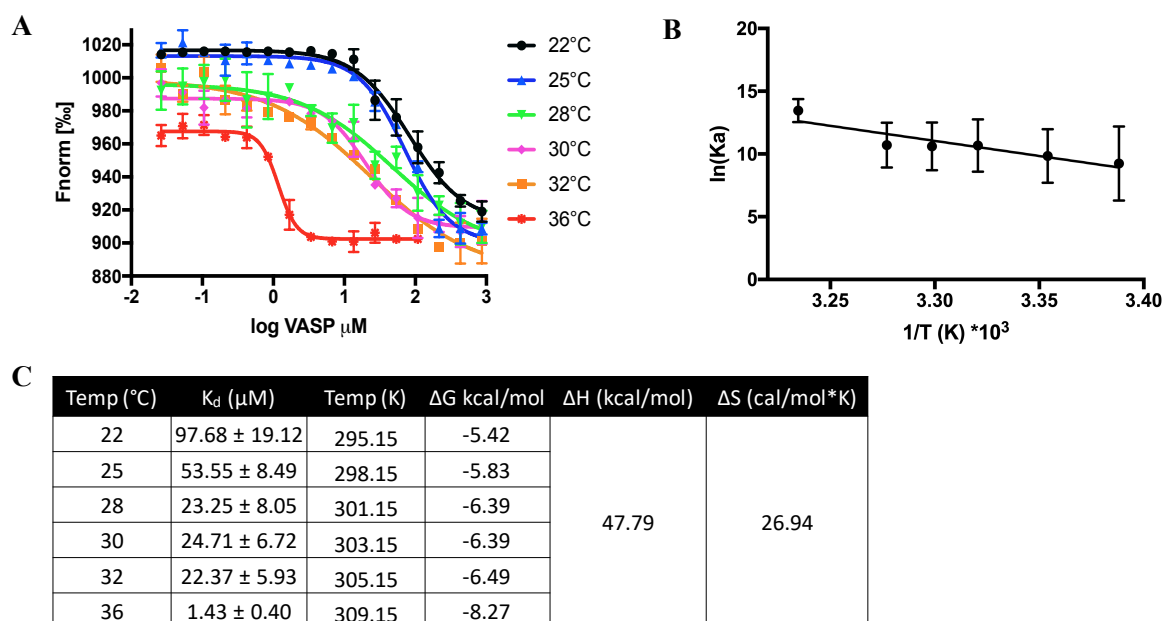 A
Fnorm [‰]
1020
1000
980
960
940
920
900
880
-2 -1 0 1 2 3
log VASP μM
22°C
25°C
28°C
30°C
32°C
36°C
B
ln(Ka)
20
15
10
5
0
3.25 3.30 3.35 3.40
1/T (K) *10³
C
Temp (°C) K_d (μM) Temp (K) ΔG kcal/mol ΔH (kcal/mol) ΔS (cal/mol*K)
22 97.68 ± 19.12 295.15 -5.42
25 53.55 ± 8.49 298.15 -5.83
28 23.25 ± 8.05 301.15 -6.39
47.79 26.94
30 24.71 ± 6.72 303.15 -6.39
32 22.37 ± 5.93 305.15 -6.49
36 1.43 ± 0.40 309.15 -8.27